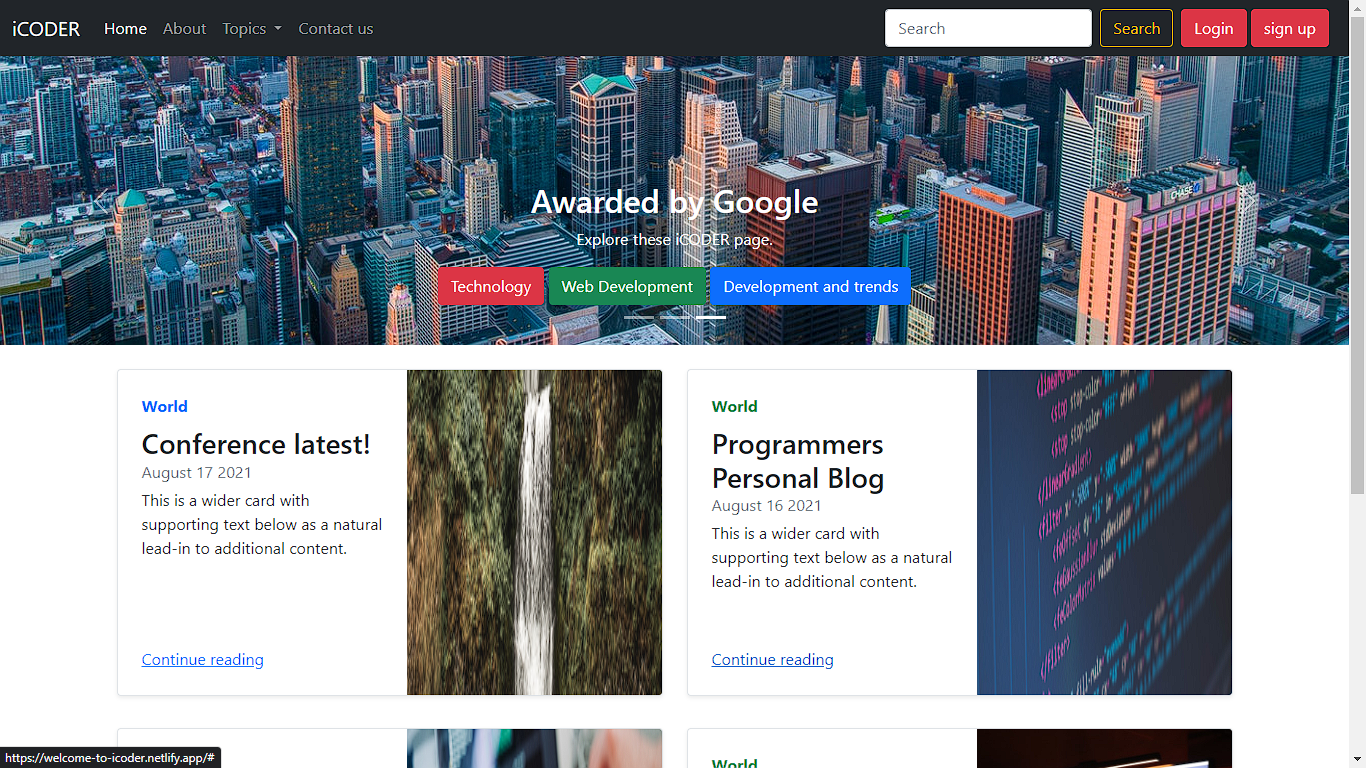 iCODER Home About Topics Contact us Search Search Login sign up
CHASE
Awarded by Google
Explore these iCODER page.
Technology Web Development Development and trends
World
Conference latest!
August 17 2021
This is a wider card with
supporting text below as a natural
lead-in to additional content.
Continue reading
World
Programmers
Personal Blog
August 16 2021
This is a wider card with
supporting text below as a natural
lead-in to additional content.
Continue reading
World
https://welcome-to-icoder.netlify.app/#